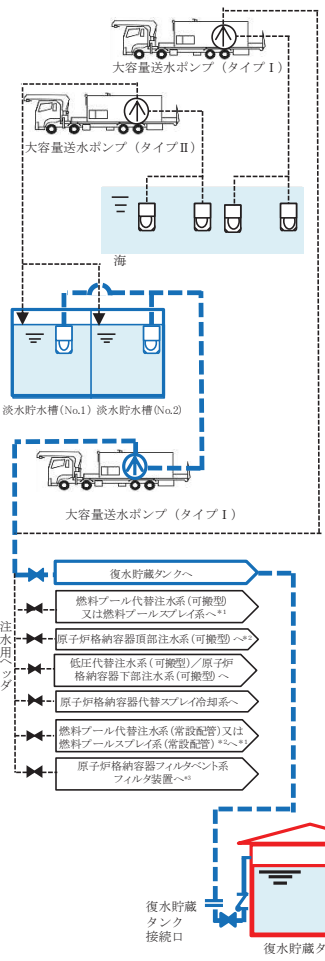 大容量送水ポンプ（タイプⅠ）
大容量送水ポンプ（タイプⅡ）
海
淡水貯水槽(No.1) 淡水貯水槽(No.2)
大容量送水ポンプ（タイプⅠ）
注水用ヘッダ
復水貯蔵タンクへ
燃料プール代替注水系(可搬型)
又は燃料プールスプレイ系へ*1
原子炉格納容器頂部注水系(可搬型)へ*2
低圧代替注水系(可搬型)／原子炉
格納容器下部注水系(可搬型)へ
原子炉格納容器代替スプレイ冷却系へ
燃料プール代替注水系(常設配管)又は
燃料プールスプレイ系(常設配管)*2へ*1
原子炉格納容器フィルタベント系
フィルタ装置へ*3
復水貯蔵
タンク
接続口
復水貯蔵タ